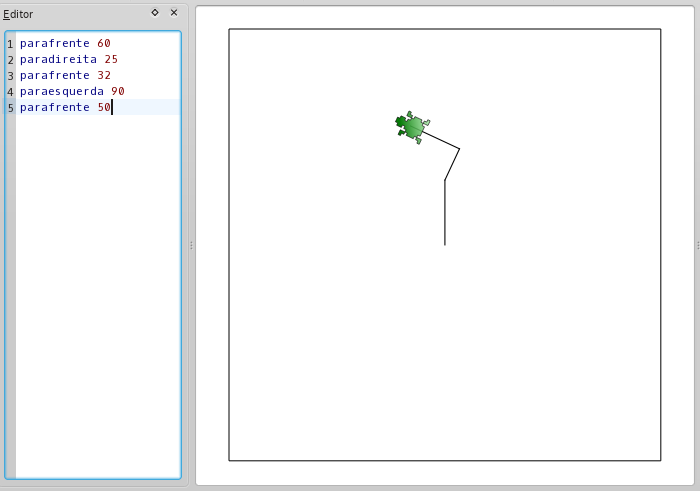 Editor
1 parafrente 60
2 paradireita 25
3 parafrente 32
4 paraesquerda 90
5 parafrente 50